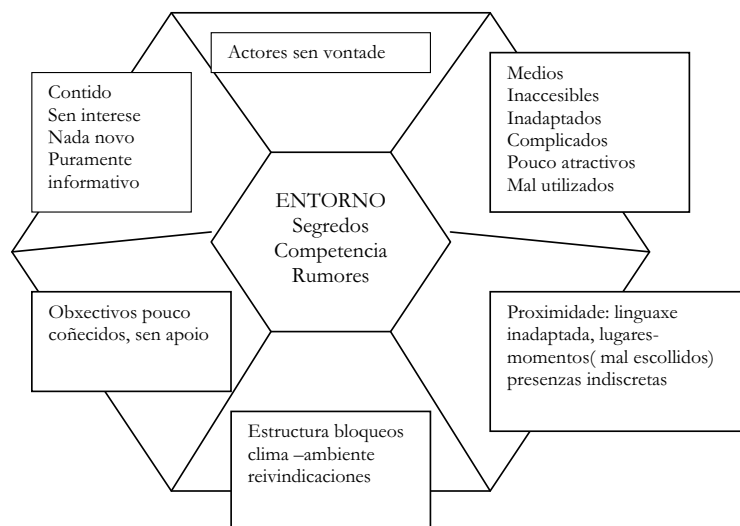 Actores sen vontade
Contido
Sen interese
Nada novo
Puramente
informativo
Medios
Inaccesibles
Inadaptados
Complicados
Pouco atractivos
Mal utilizados
ENTORNO
Segredos
Competencia
Rumores
Obxectivos pouco
coñecidos, sen apoio
Proximidade: linguaxe
inadaptada, lugares-
momentos( mal escollidos)
presenzas indiscretas
Estructura bloqueos
clima –ambiente
reivindicaciones